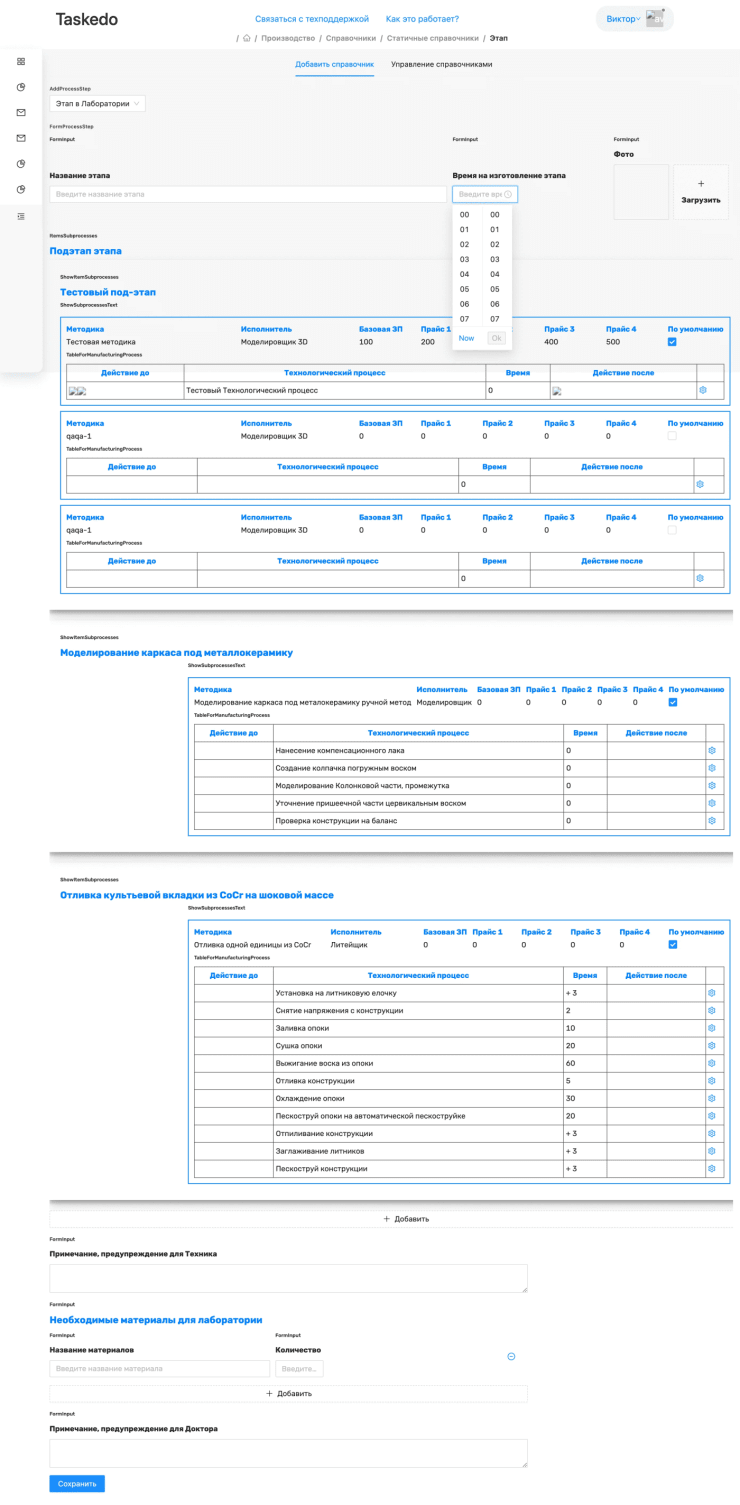 Taskedo
Связаться с техподдержкой Как это работает?
Виктор
/ / Производство / Справочники / Статичные справочники / Этап
Добавить справочник Управление справочниками
AddProcessStep
Этап в Лаборатории
FormProcessStep
FormInput FormInput FormInput
Фото
Название этапа Время на изготовление этапа
Введите название этапа Введите вре
+
Загрузить
00 00
01 01
02 02
03 03
04 04
05 05
06 06
07 07
Now Ok
ItemsSubprocesses
Подэтап этапа
ShowItemSubprocesses
Тестовый под-этап
ShowSubprocessesText
Методика Исполнитель Базовая ЗП Прайс 1 Прайс 3 Прайс 4 По умолчанию
Тестовая методика Моделировщик 3D 100 200 400 500
TableForManufacturingProcess
Действие до Технологический процесс Время Действие после
Тестовый Технологический процесс 0
Методика Исполнитель Базовая ЗП Прайс 1 Прайс 2 Прайс 3 Прайс 4 По умолчанию
qaqa-1 Моделировщик 3D 0 0 0 0 0
TableForManufacturingProcess
Действие до Технологический процесс Время Действие после
0
Методика Исполнитель Базовая ЗП Прайс 1 Прайс 2 Прайс 3 Прайс 4 По умолчанию
qaqa-1 Моделировщик 3D 0 0 0 0 0
TableForManufacturingProcess
Действие до Технологический процесс Время Действие после
0
ShowItemSubprocesses
Моделирование каркаса под металлокерамику
ShowSubprocessesText
Методика Исполнитель Базовая ЗП Прайс 1 Прайс 2 Прайс 3 Прайс 4 По умолчанию
Моделирование каркаса под металокерамику ручной метод Моделировщик 0 0 0 0 0
TableForManufacturingProcess
Действие до Технологический процесс Время Действие после
Нанесение компенсационного лака 0
Создание колпачка погружным воском 0
Моделирование Колонковой части, промежутка 0
Уточнение пришеечной части цервикальным воском 0
Проверка конструкции на баланс 0
ShowItemSubprocesses
Отливка культьевой вкладки из CoCr на шоковой массе
ShowSubprocessesText
Методика Исполнитель Базовая ЗП Прайс 1 Прайс 2 Прайс 3 Прайс 4 По умолчанию
Отливка одной единицы из CoCr Литейщик 0 0 0 0 0
TableForManufacturingProcess
Действие до Технологический процесс Время Действие после
Установка на литниковую елочку + 3
Снятие напряжения с конструкции 2
Заливка опоки 10
Сушка опоки 20
Выжигание воска из опоки 60
Отливка конструкции 5
Охлаждение опоки 30
Пескоструй опоки на автоматической пескоструйке 20
Отпиливание конструкции + 3
Заглаживание литников + 3
Пескоструй конструкции + 3
+ Добавить
FormInput
Примечание, предупреждение для Техника
FormInput
Необходимые материалы для лаборатории
FormInput FormInput
Название материалов Количество
Введите название материала Введите...
+ Добавить
FormInput
Примечание, предупреждение для Доктора
Сохранить